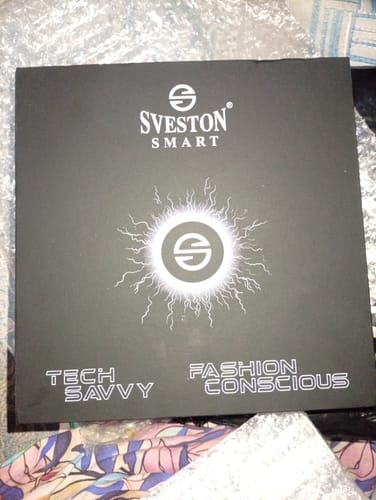 SVESTON®
SMART
TECH
SAVVY
FASHION
CONSCIOUS